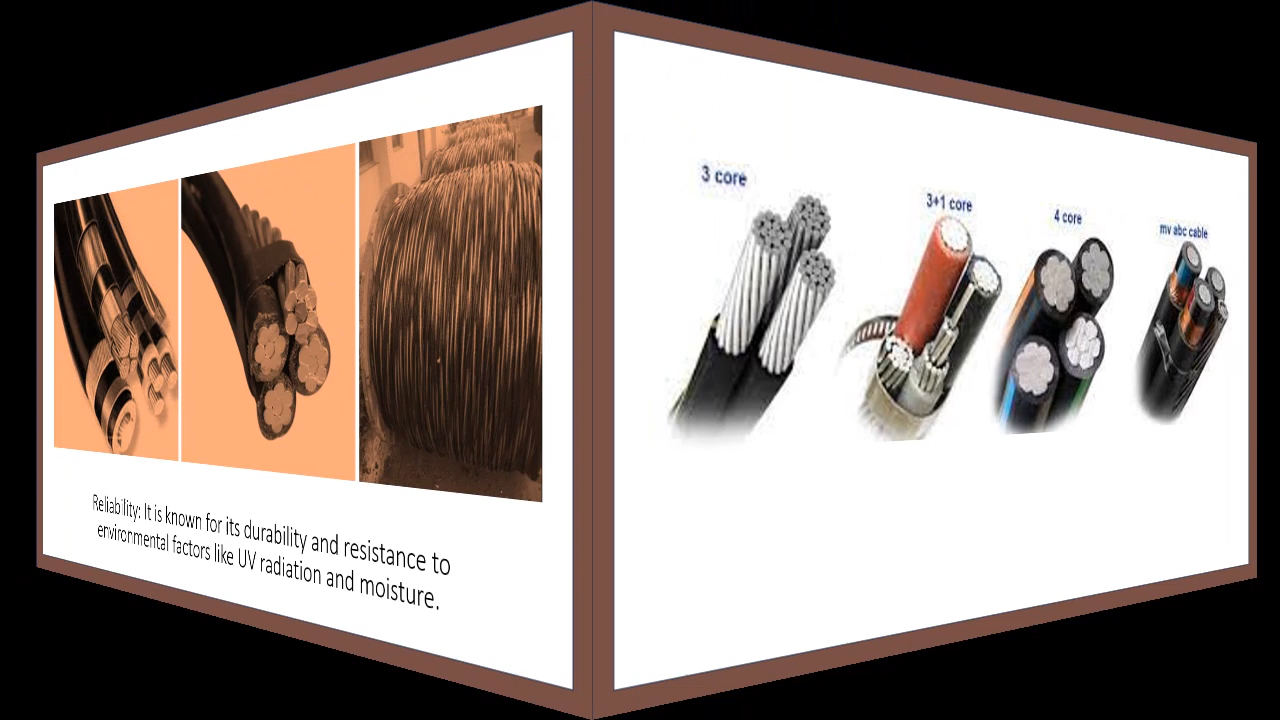 Reliability: It is known for its durability and resistance to
environmental factors like UV radiation and moisture.
3 core
3+1 core
4 core
mv abc cable